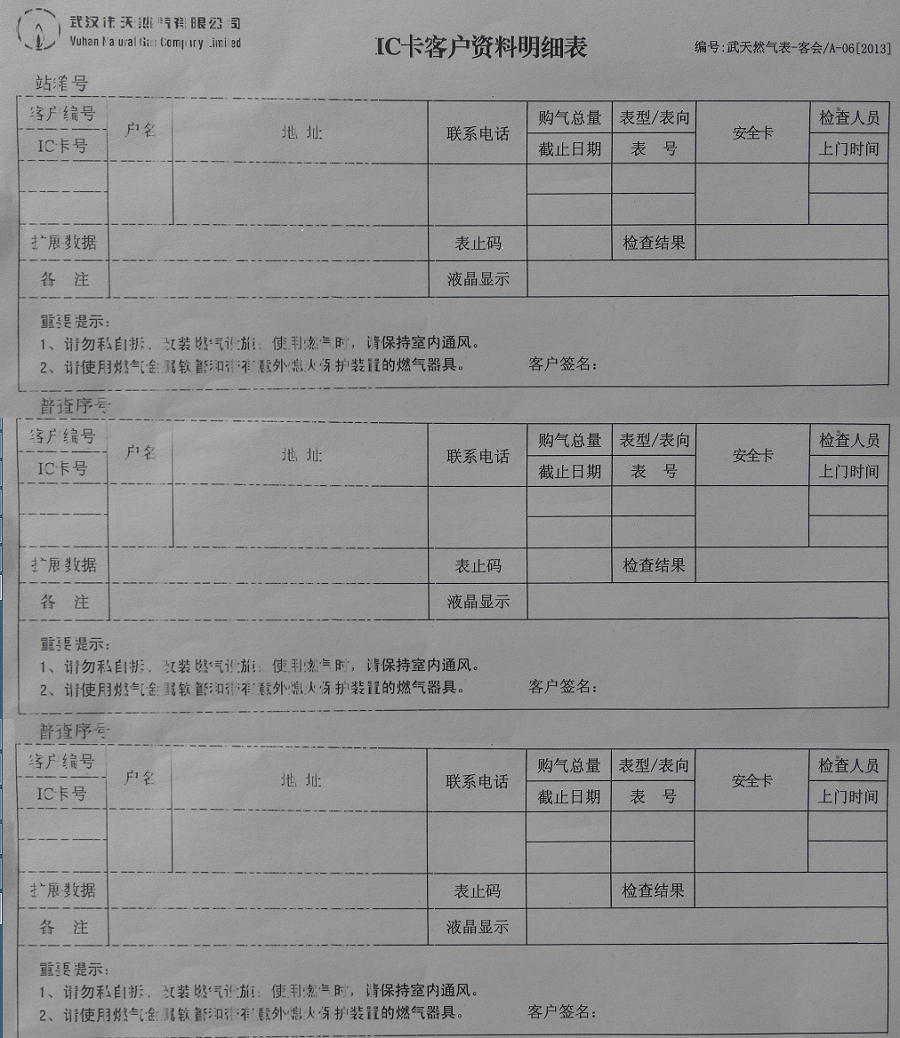 武汉市天然气有限公司
Wuhan Natural Gas Company Limited
IC卡客户资料明细表
编号:武天然气表-客会/A-06[2013]
站准号
客户编号 户名 地 址 联系电话 购气总量 表型/表向 安全卡 检查人员
IC卡号 截止日期 表 号 上门时间
扩展数据 表止码 检查结果
备 注 液晶显示
重要提示:
1、请勿私自拆、改装燃气设施；使用燃气时，请保持室内通风。
2、请使用燃气金属软管和带有意外熄火保护装置的燃气器具。 客户签名:
普查序号
客户编号 户名 地 址 联系电话 购气总量 表型/表向 安全卡 检查人员
IC卡号 截止日期 表 号 上门时间
扩展数据 表止码 检查结果
备 注 液晶显示
重要提示:
1、请勿私自拆、改装燃气设施；使用燃气时，请保持室内通风。
2、请使用燃气金属软管和带有意外熄火保护装置的燃气器具。 客户签名:
普查序号
客户编号 户名 地 址 联系电话 购气总量 表型/表向 安全卡 检查人员
IC卡号 截止日期 表 号 上门时间
扩展数据 表止码 检查结果
备 注 液晶显示
重要提示:
1、请勿私自拆、改装燃气设施；使用燃气时，请保持室内通风。
2、请使用燃气金属软管和带有意外熄火保护装置的燃气器具。 客户签名: